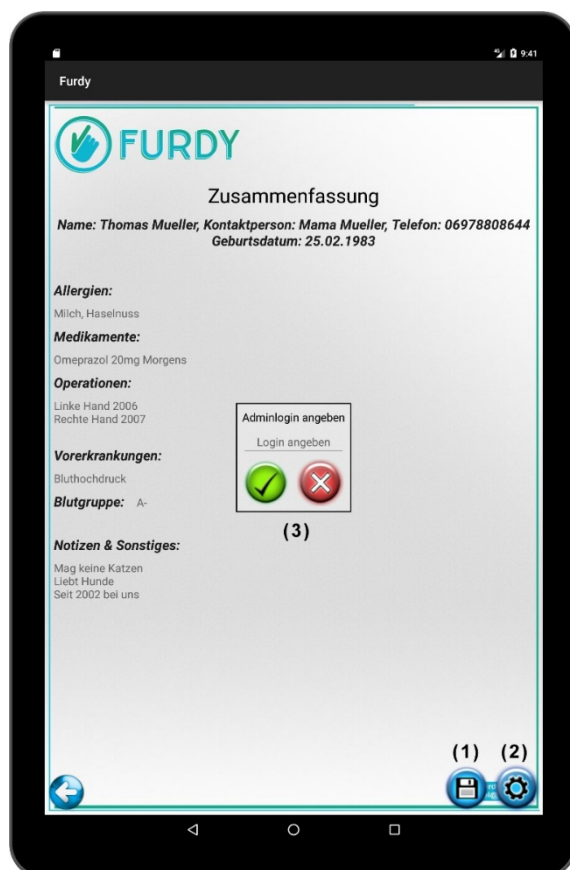 9:41
Furdy
FURDY
Zusammenfassung
Name: Thomas Mueller, Kontaktperson: Mama Mueller, Telefon: 06978808644
Geburtsdatum: 25.02.1983
Allergien:
Milch, Haselnuss
Medikamente:
Omeprazol 20mg Morgens
Operationen:
Linke Hand 2006
Rechte Hand 2007
Adminlogin angeben
Login angeben
(3)
Vorerkrankungen:
Bluthochdruck
Blutgruppe: A-
Notizen & Sonstiges:
Mag keine Katzen
Liebt Hunde
Seit 2002 bei uns
(1) (2)